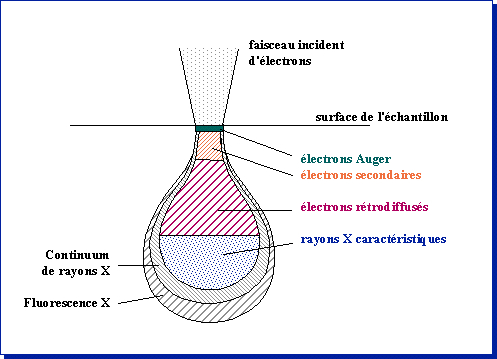 faisceau incident
d'électrons
surface de l'échantillon
électrons Auger
électrons secondaires
électrons rétrodiffusés
rayons X caractéristiques
Continuum
de rayons X
Fluorescence X